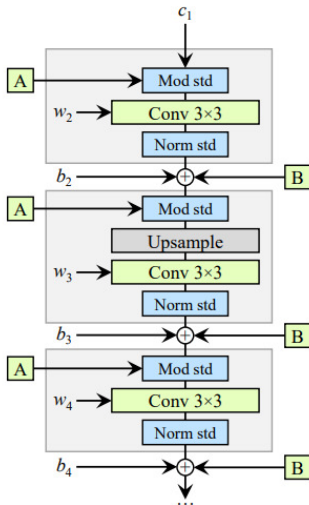 c1
A Mod std
w2 Conv 3×3
Norm std
b2 + B
A Mod std
Upsample
w3 Conv 3×3
Norm std
b3 + B
A Mod std
w4 Conv 3×3
Norm std
b4 + B
...